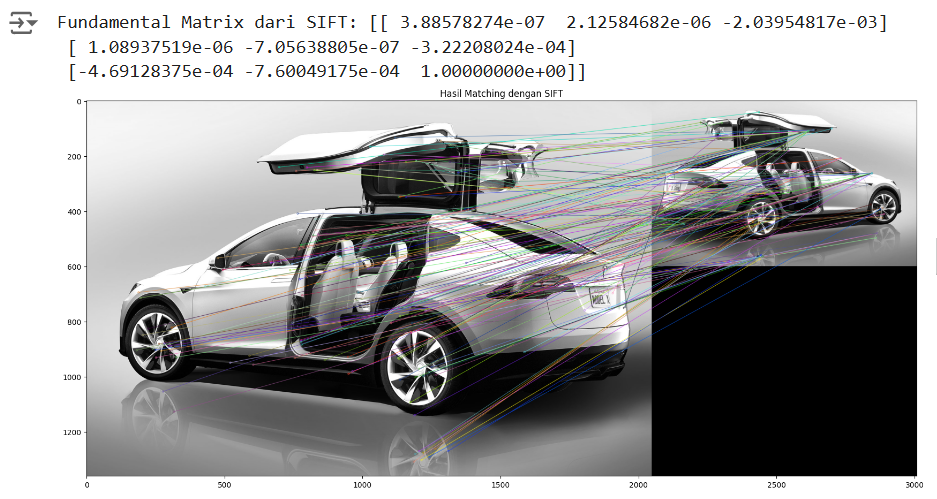 Fundamental Matrix dari SIFT: [[ 3.88578274e-07  2.12584682e-06 -2.03954817e-03]
[ 1.08937519e-06 -7.05638805e-07 -3.22208024e-04]
[-4.69128375e-04 -7.60049175e-04  1.00000000e+00]]
Hasil Matching dengan SIFT
0
200
400
600
800
1000
1200
MODEL X
0 500 1000 1500 2000 2500 3000